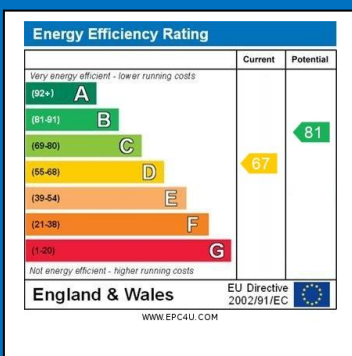 Energy Efficiency Rating
Current Potential
Very energy efficient - lower running costs
(92+) A
(81-91) B
81
(69-80) C
(55-68) D
67
(39-54) E
(21-38) F
(1-20) G
Not energy efficient - higher running costs
England & Wales
EU Directive
2002/91/EC
WWW.EPC4U.COM